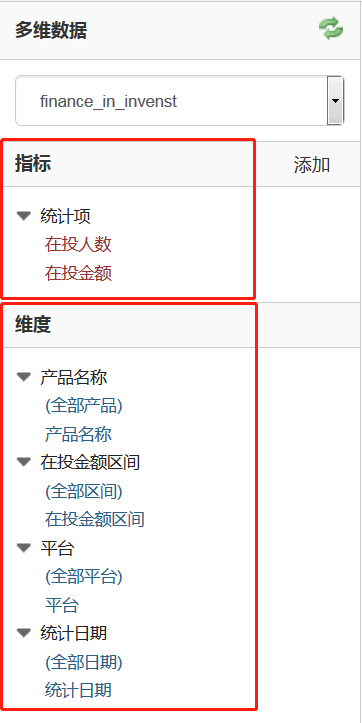 多维数据
finance_in_invenst
指标 添加
统计项
在投人数
在投金额
维度
产品名称
(全部产品)
产品名称
在投金额区间
(全部区间)
在投金额区间
平台
(全部平台)
平台
统计日期
(全部日期)
统计日期